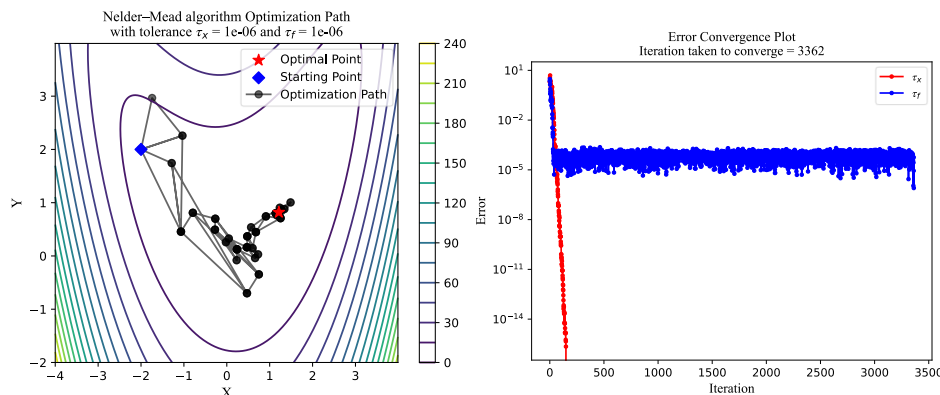 Nelder–Mead algorithm Optimization Path
with tolerance τx = 1e-06 and τf = 1e-06
Optimal Point
Starting Point
Optimization Path
Y
3
2
1
0
−1
−2
−4
−3
−2
−1
0
1
2
3
X
240
210
180
150
120
90
60
30
0
Error Convergence Plot
Iteration taken to converge = 3362
τx
τf
Error
10^1
10^−2
10^−5
10^−8
10^−11
10^−14
0
500
1000
1500
2000
2500
3000
3500
Iteration